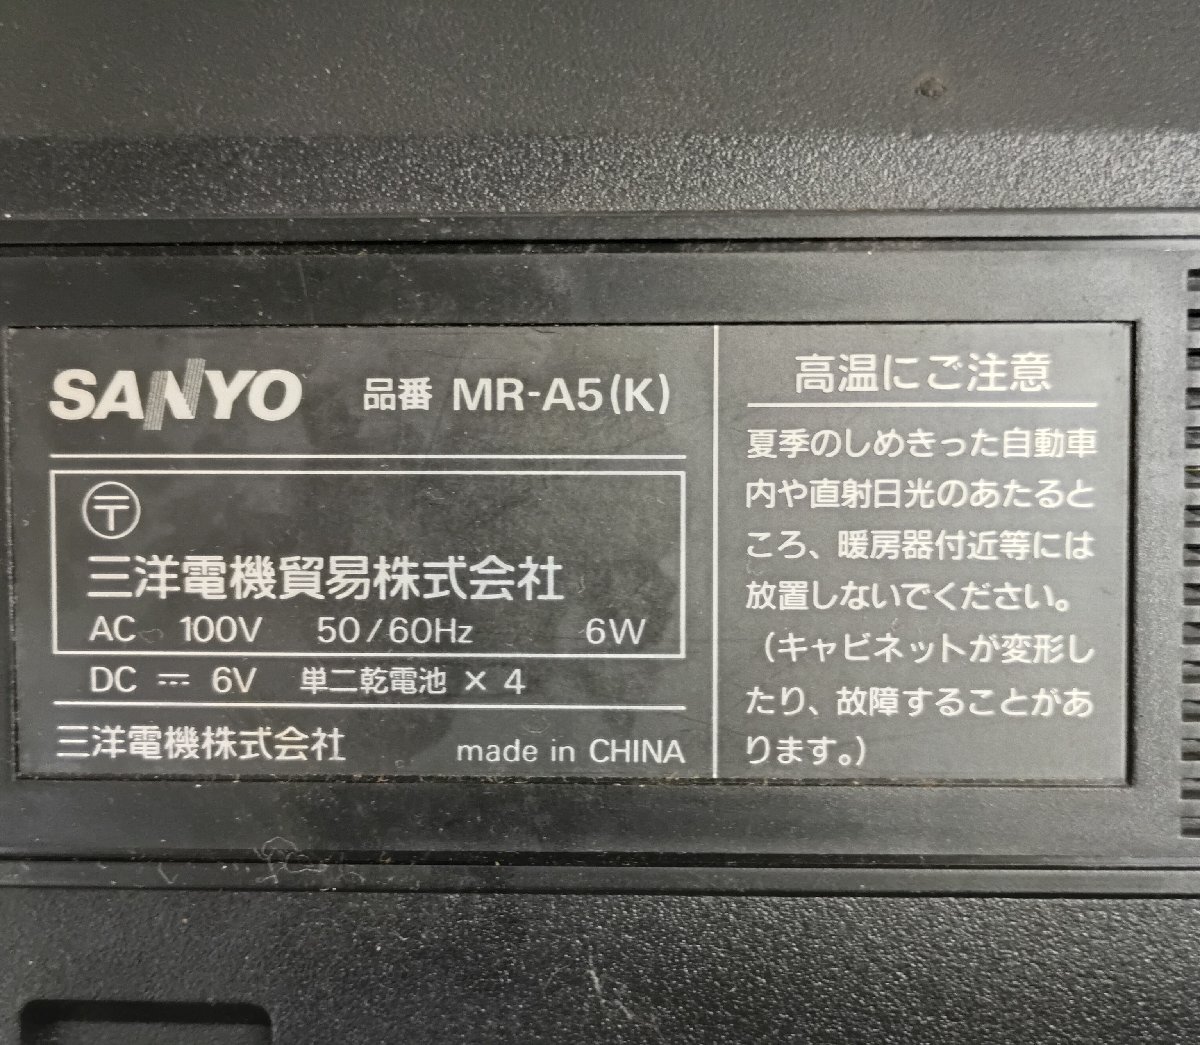 SANYO 品番 MR-A5(K)
〒
三洋電機貿易株式会社
AC 100V 50/60Hz 6W
DC ⎓ 6V 単二乾電池 × 4
三洋電機株式会社 made in CHINA
高温にご注意
夏季のしめきった自動車
内や直射日光のあたると
ころ、暖房器付近等には
放置しないでください。
(キャビネットが変形し
たり、故障することがあ
ります。)